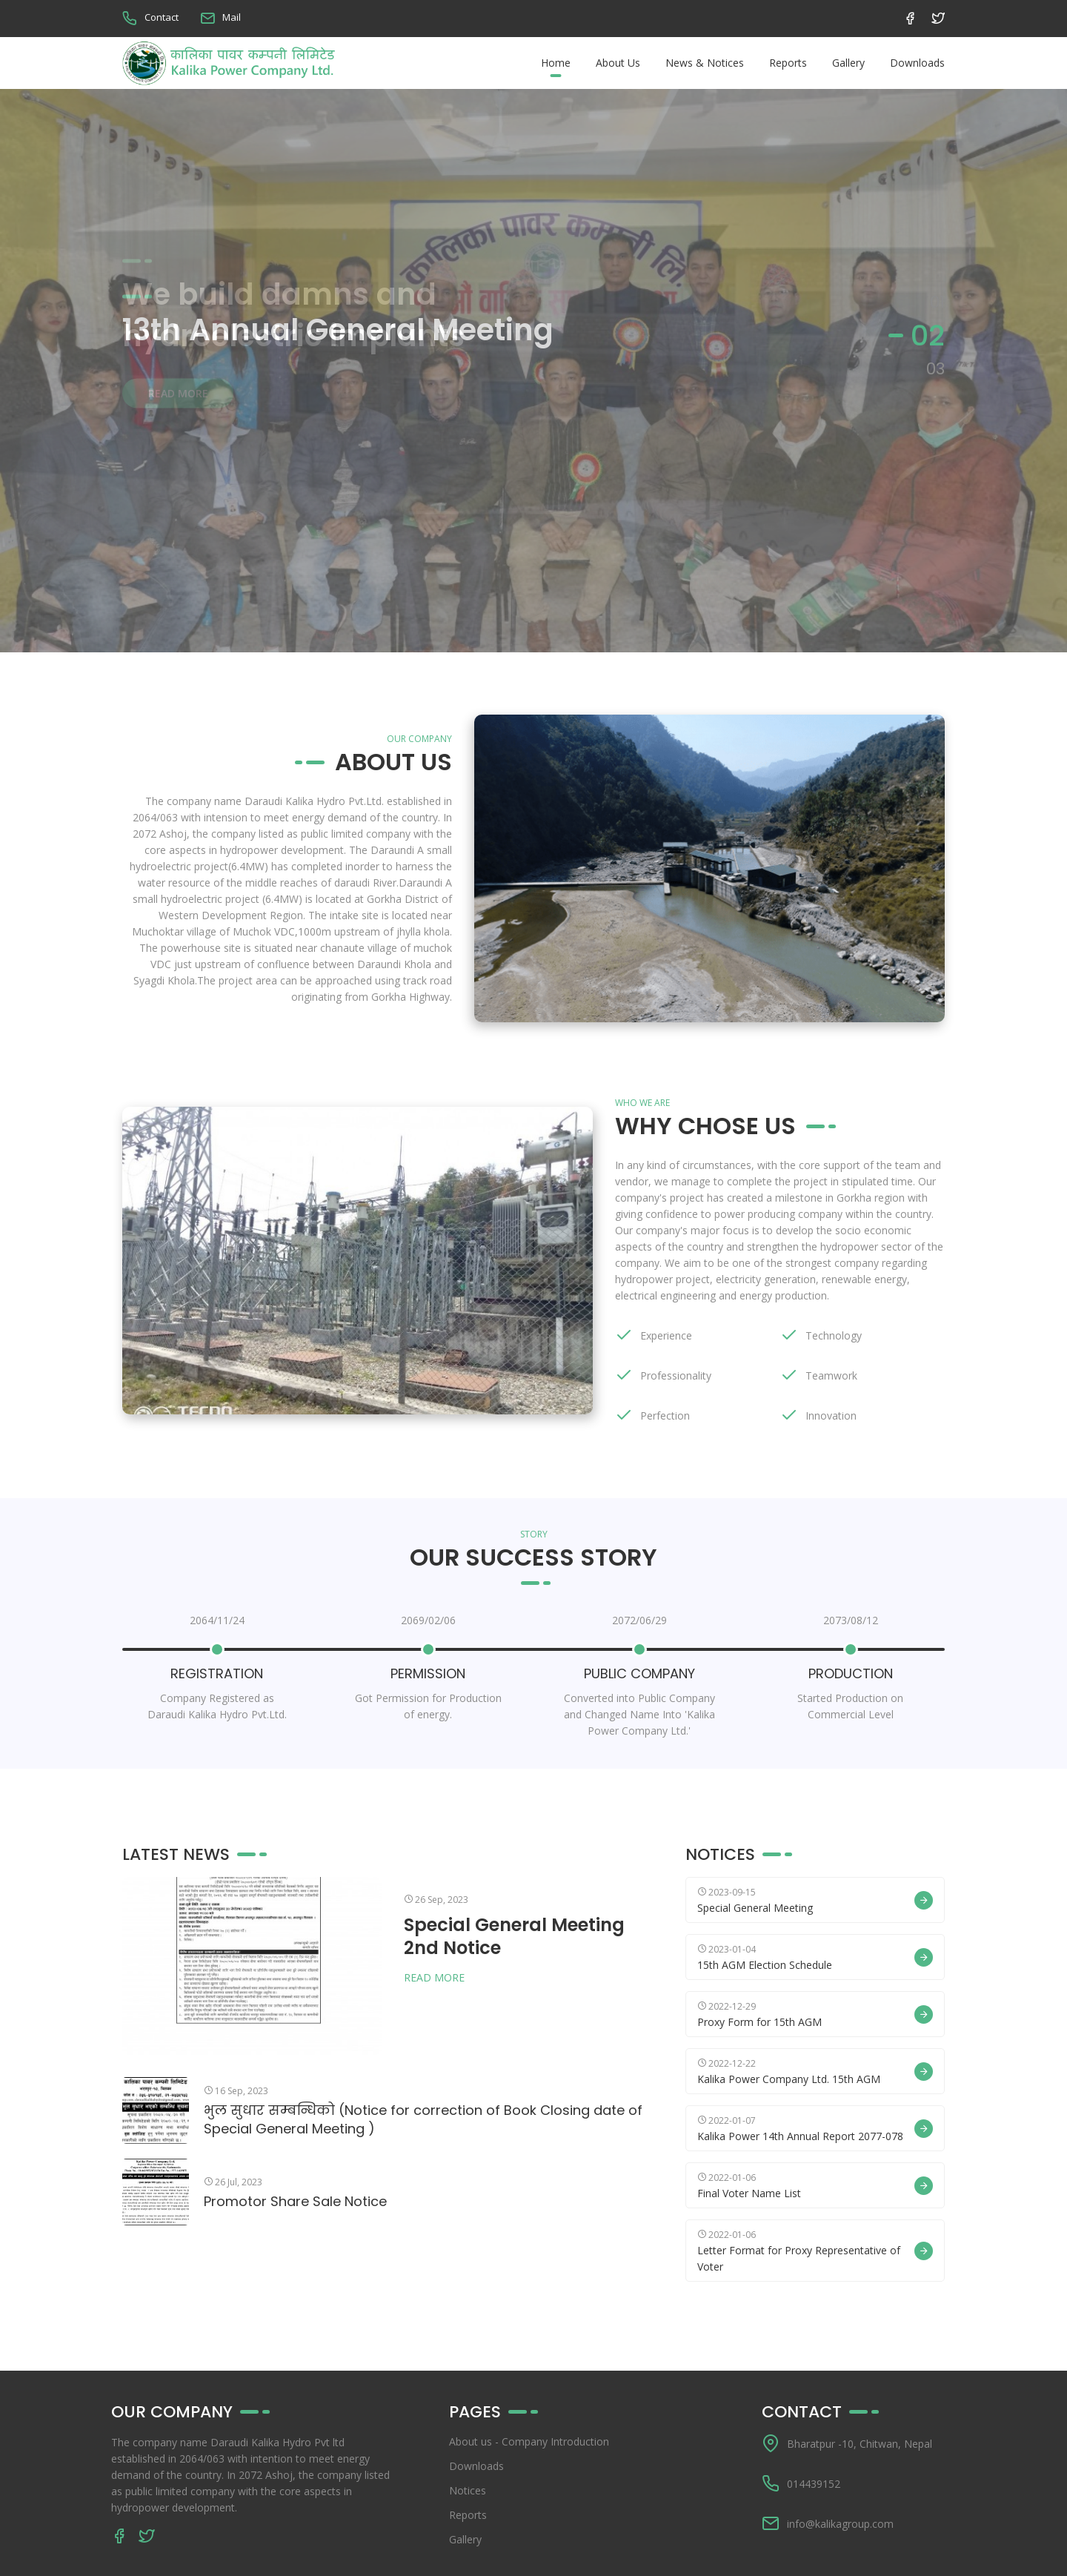 Contact
Mail
कालिका पावर कम्पनी लिमिटेड
Kalika Power Company Ltd.
Home
About Us
News & Notices
Reports
Gallery
Downloads
कालिका पावर कम्पनी लि
We build damns and
13th Annual General Meeting
READ MORE
02
03
OUR COMPANY
ABOUT US
The company name Daraudi Kalika Hydro Pvt.Ltd. established in
2064/063 with intension to meet energy demand of the country. In
2072 Ashoj, the company listed as public limited company with the
core aspects in hydropower development. The Daraundi A small
hydroelectric project(6.4MW) has completed inorder to harness the
water resource of the middle reaches of daraudi River.Daraundi A
small hydroelectric project (6.4MW) is located at Gorkha District of
Western Development Region. The intake site is located near
Muchoktar village of Muchok VDC,1000m upstream of jhylla khola.
The powerhouse site is situated near chanaute village of muchok
VDC just upstream of confluence between Daraundi Khola and
Syagdi Khola.The project area can be approached using track road
originating from Gorkha Highway.
WHO WE ARE
WHY CHOSE US
In any kind of circumstances, with the core support of the team and
vendor, we manage to complete the project in stipulated time. Our
company's project has created a milestone in Gorkha region with
giving confidence to power producing company within the country.
Our company's major focus is to develop the socio economic
aspects of the country and strengthen the hydropower sector of the
company. We aim to be one of the strongest company regarding
hydropower project, electricity generation, renewable energy,
electrical engineering and energy production.
Experience
Technology
Professionality
Teamwork
Perfection
Innovation
STORY
OUR SUCCESS STORY
2064/11/24
2069/02/06
2072/06/29
2073/08/12
REGISTRATION
PERMISSION
PUBLIC COMPANY
PRODUCTION
Company Registered as
Daraudi Kalika Hydro Pvt.Ltd.
Got Permission for Production
of energy.
Converted into Public Company
and Changed Name Into 'Kalika
Power Company Ltd.'
Started Production on
Commercial Level
LATEST NEWS
26 Sep, 2023
Special General Meeting
2nd Notice
READ MORE
16 Sep, 2023
भुल सुधार सम्बन्धिको (Notice for correction of Book Closing date of
Special General Meeting )
26 Jul, 2023
Promotor Share Sale Notice
NOTICES
2023-09-15
Special General Meeting
2023-01-04
15th AGM Election Schedule
2022-12-29
Proxy Form for 15th AGM
2022-12-22
Kalika Power Company Ltd. 15th AGM
2022-01-07
Kalika Power 14th Annual Report 2077-078
2022-01-06
Final Voter Name List
2022-01-06
Letter Format for Proxy Representative of
Voter
OUR COMPANY
The company name Daraudi Kalika Hydro Pvt ltd
established in 2064/063 with intention to meet energy
demand of the country. In 2072 Ashoj, the company listed
as public limited company with the core aspects in
hydropower development.
PAGES
About us - Company Introduction
Downloads
Notices
Reports
Gallery
CONTACT
Bharatpur -10, Chitwan, Nepal
014439152
info@kalikagroup.com